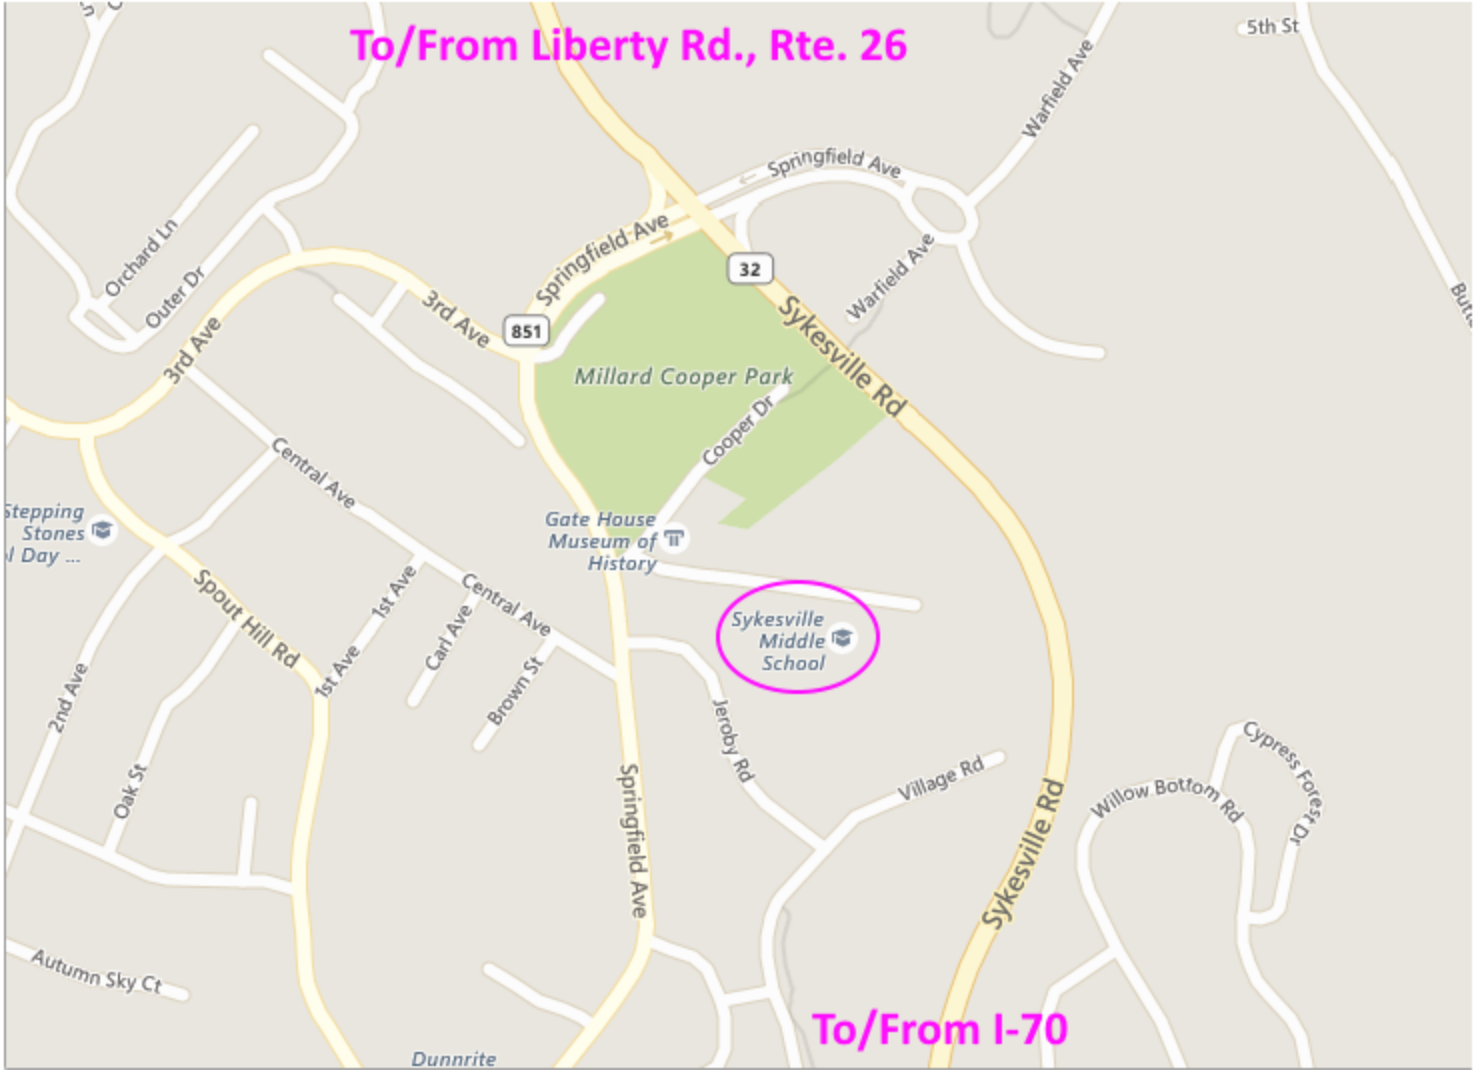 To/From Liberty Rd., Rte. 26
5th St
Warfield Ave
Springfield Ave
Springfield Ave
Orchard Ln
Outer Dr
32
Warfield Ave
3rd Ave
851
3rd Ave
Sykesville Rd
Millard Cooper Park
Cooper Dr
Central Ave
Stepping
Stones
l Day ...
Gate House
Museum of
History
Spout Hill Rd
1st Ave
Central Ave
Carl Ave
Sykesville
Middle
School
1st Ave
2nd Ave
Brown St
Jeroby Rd
Oak St
Village Rd
Springfield Ave
Cypress Forest Dr
Willow Bottom Rd
Sykesville Rd
Autumn Sky Ct
To/From I-70
Dunnrite